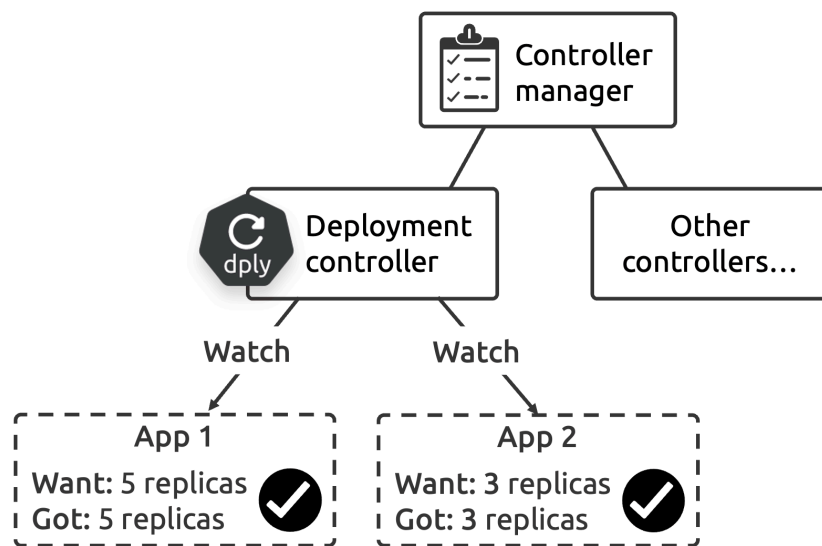 Controller
manager
dply
Deployment
controller
Other
controllers...
Watch
Watch
App 1
Want: 5 replicas
Got: 5 replicas
App 2
Want: 3 replicas
Got: 3 replicas